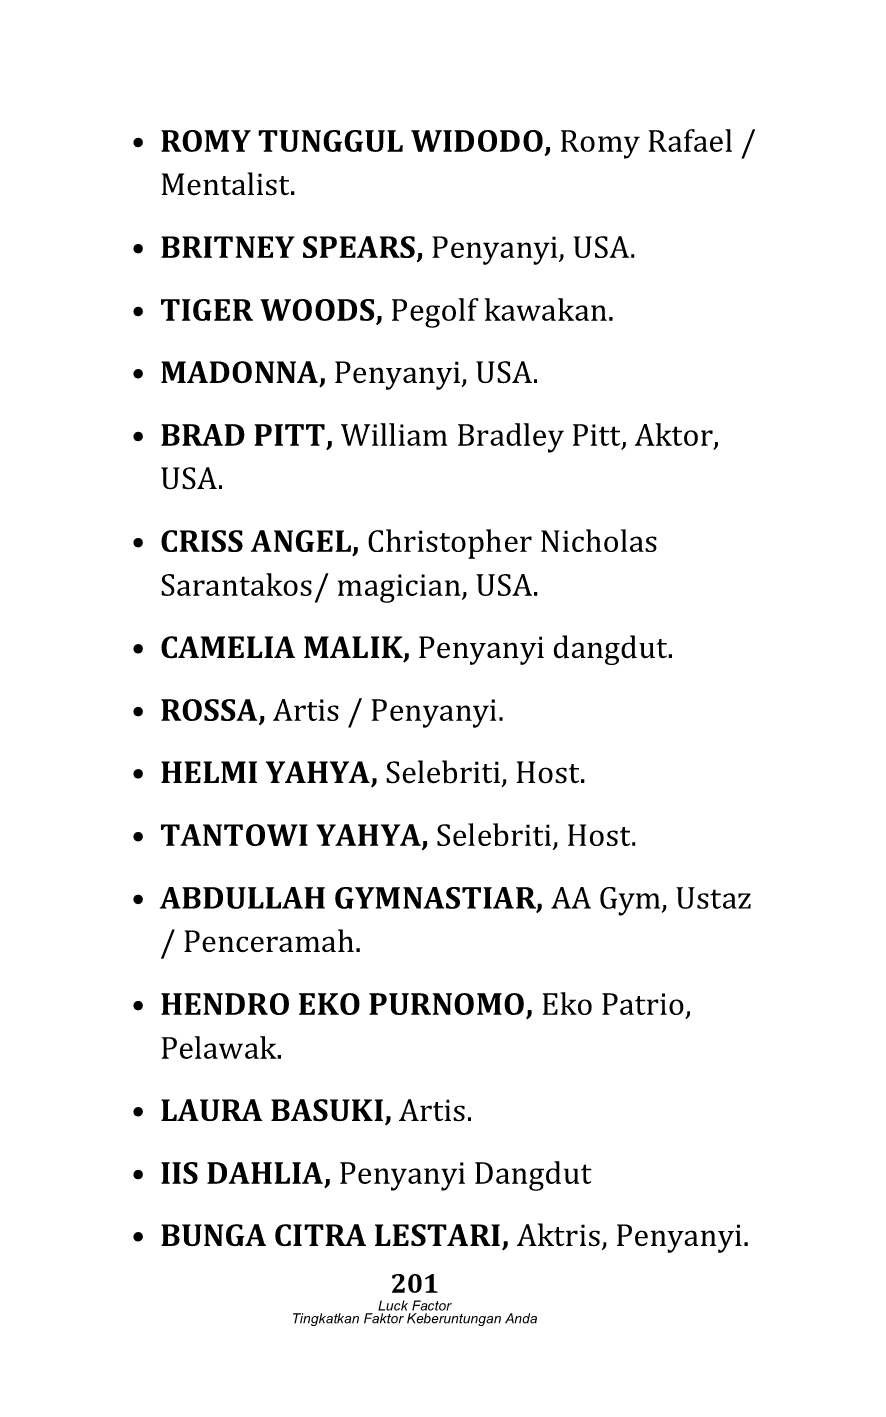 • ROMY TUNGGUL WIDODO, Romy Rafael /
Mentalist.
• BRITNEY SPEARS, Penyanyi, USA.
• TIGER WOODS, Pegolf kawakan.
• MADONNA, Penyanyi, USA.
• BRAD PITT, William Bradley Pitt, Aktor,
USA.
• CRISS ANGEL, Christopher Nicholas
Sarantakos/ magician, USA.
• CAMELIA MALIK, Penyanyi dangdut.
• ROSSA, Artis / Penyanyi.
• HELMI YAHYA, Selebriti, Host.
• TANTOWI YAHYA, Selebriti, Host.
• ABDULLAH GYMNASTIAR, AA Gym, Ustaz
/ Penceramah.
• HENDRO EKO PURNOMO, Eko Patrio,
Pelawak.
• LAURA BASUKI, Artis.
• IIS DAHLIA, Penyanyi Dangdut
• BUNGA CITRA LESTARI, Aktris, Penyanyi.
201
Luck Factor
Tingkatkan Faktor Keberuntungan Anda